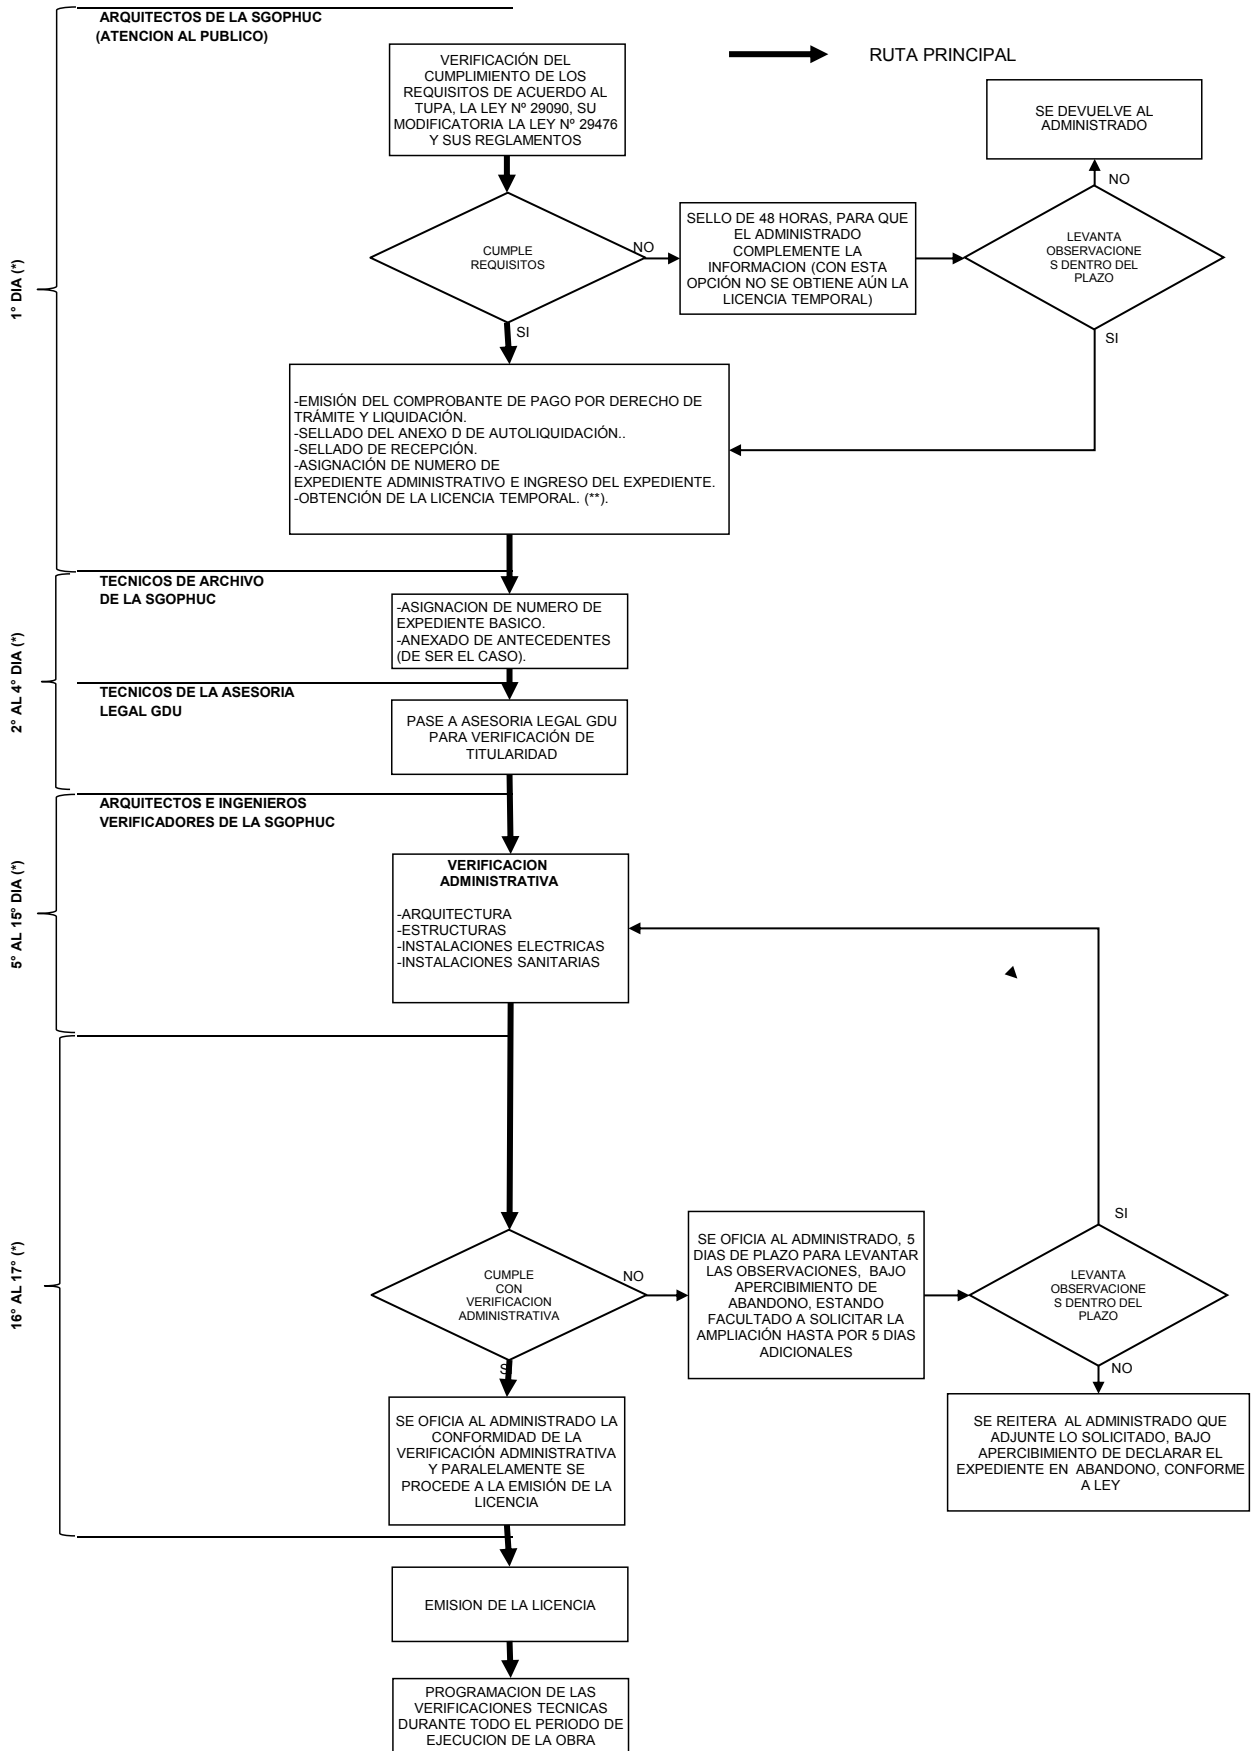 ARQUITECTOS DE LA SGOPHUC
(ATENCION AL PUBLICO)
RUTA PRINCIPAL
VERIFICACIÓN DEL
CUMPLIMIENTO DE LOS
REQUISITOS DE ACUERDO AL
TUPA, LA LEY Nº 29090, SU
MODIFICATORIA LA LEY Nº 29476
Y SUS REGLAMENTOS
SE DEVUELVE AL
ADMINISTRADO
NO
CUMPLE
REQUISITOS
NO
SELLO DE 48 HORAS, PARA QUE
EL ADMINISTRADO
COMPLEMENTE LA
INFORMACION (CON ESTA
OPCIÓN NO SE OBTIENE AÚN LA
LICENCIA TEMPORAL)
LEVANTA
OBSERVACIONE
S DENTRO DEL
PLAZO
1° DIA (*)
SI
SI
-EMISIÓN DEL COMPROBANTE DE PAGO POR DERECHO DE
TRÁMITE Y LIQUIDACIÓN.
-SELLADO DEL ANEXO D DE AUTOLIQUIDACIÓN..
-SELLADO DE RECEPCIÓN.
-ASIGNACIÓN DE NUMERO DE
EXPEDIENTE ADMINISTRATIVO E INGRESO DEL EXPEDIENTE.
-OBTENCIÓN DE LA LICENCIA TEMPORAL. (**).
TECNICOS DE ARCHIVO
DE LA SGOPHUC
-ASIGNACION DE NUMERO DE
EXPEDIENTE BASICO.
-ANEXADO DE ANTECEDENTES
(DE SER EL CASO).
2° AL 4° DIA (*)
TECNICOS DE LA ASESORIA
LEGAL GDU
PASE A ASESORIA LEGAL GDU
PARA VERIFICACIÓN DE
TITULARIDAD
ARQUITECTOS E INGENIEROS
VERIFICADORES DE LA SGOPHUC
5° AL 15° DIA (*)
VERIFICACION
ADMINISTRATIVA
-ARQUITECTURA
-ESTRUCTURAS
-INSTALACIONES ELECTRICAS
-INSTALACIONES SANITARIAS
16° AL 17° (*)
CUMPLE
CON
VERIFICACION
ADMINISTRATIVA
NO
SE OFICIA AL ADMINISTRADO, 5
DIAS DE PLAZO PARA LEVANTAR
LAS OBSERVACIONES, BAJO
APERCIBIMIENTO DE
ABANDONO, ESTANDO
FACULTADO A SOLICITAR LA
AMPLIACIÓN HASTA POR 5 DIAS
ADICIONALES
SI
LEVANTA
OBSERVACIONE
S DENTRO DEL
PLAZO
NO
SI
SE OFICIA AL ADMINISTRADO LA
CONFORMIDAD DE LA
VERIFICACIÓN ADMINISTRATIVA
Y PARALELAMENTE SE
PROCEDE A LA EMISIÓN DE LA
LICENCIA
SE REITERA AL ADMINISTRADO QUE
ADJUNTE LO SOLICITADO, BAJO
APERCIBIMIENTO DE DECLARAR EL
EXPEDIENTE EN ABANDONO, CONFORME
A LEY
EMISION DE LA LICENCIA
PROGRAMACION DE LAS
VERIFICACIONES TECNICAS
DURANTE TODO EL PERIODO DE
EJECUCION DE LA OBRA